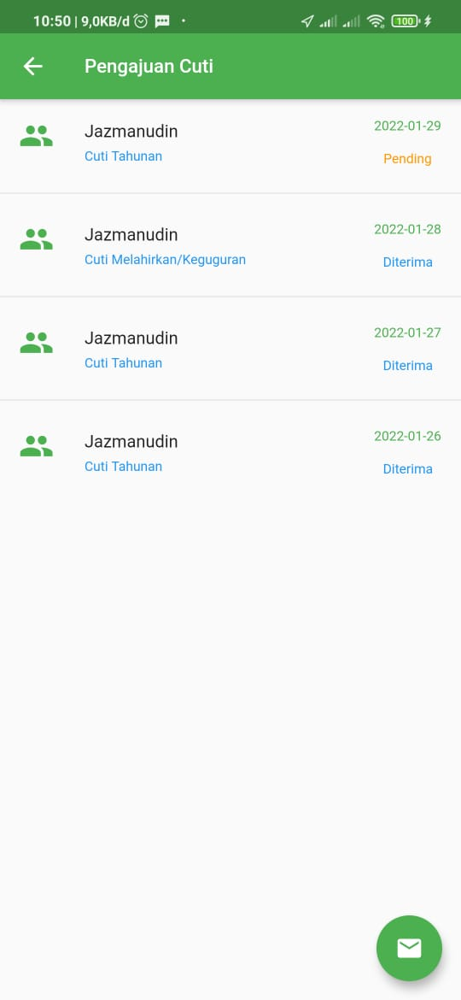 10:50 | 9,0KB/d
100
Pengajuan Cuti
Jazmanudin
2022-01-29
Cuti Tahunan
Pending
Jazmanudin
2022-01-28
Cuti Melahirkan/Keguguran
Diterima
Jazmanudin
2022-01-27
Cuti Tahunan
Diterima
Jazmanudin
2022-01-26
Cuti Tahunan
Diterima